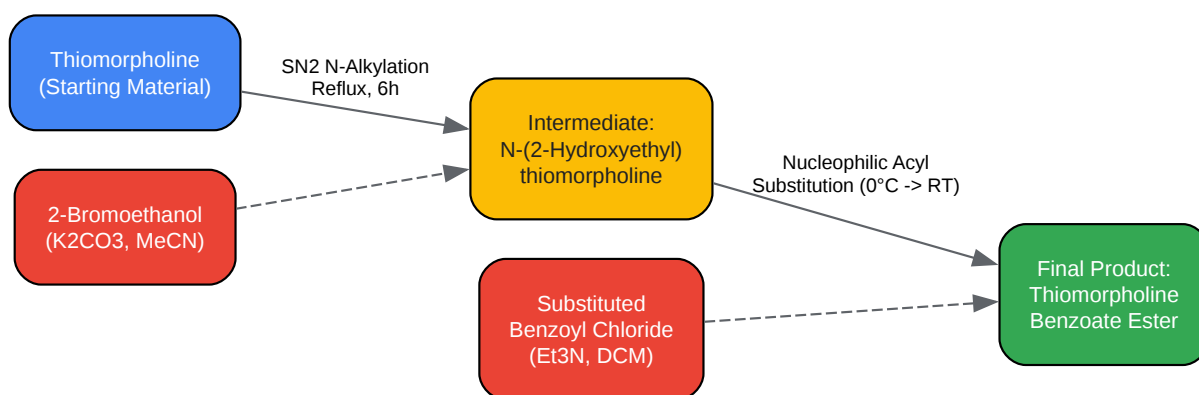 Thiomorpholine
(Starting Material)
SN2 N-Alkylation
Reflux, 6h
2-Bromoethanol
(K2CO3, MeCN)
Intermediate:
N-(2-Hydroxyethyl)
thiomorpholine
Nucleophilic Acyl
Substitution (0°C -> RT)
Substituted
Benzoyl Chloride
(Et3N, DCM)
Final Product:
Thiomorpholine
Benzoate Ester